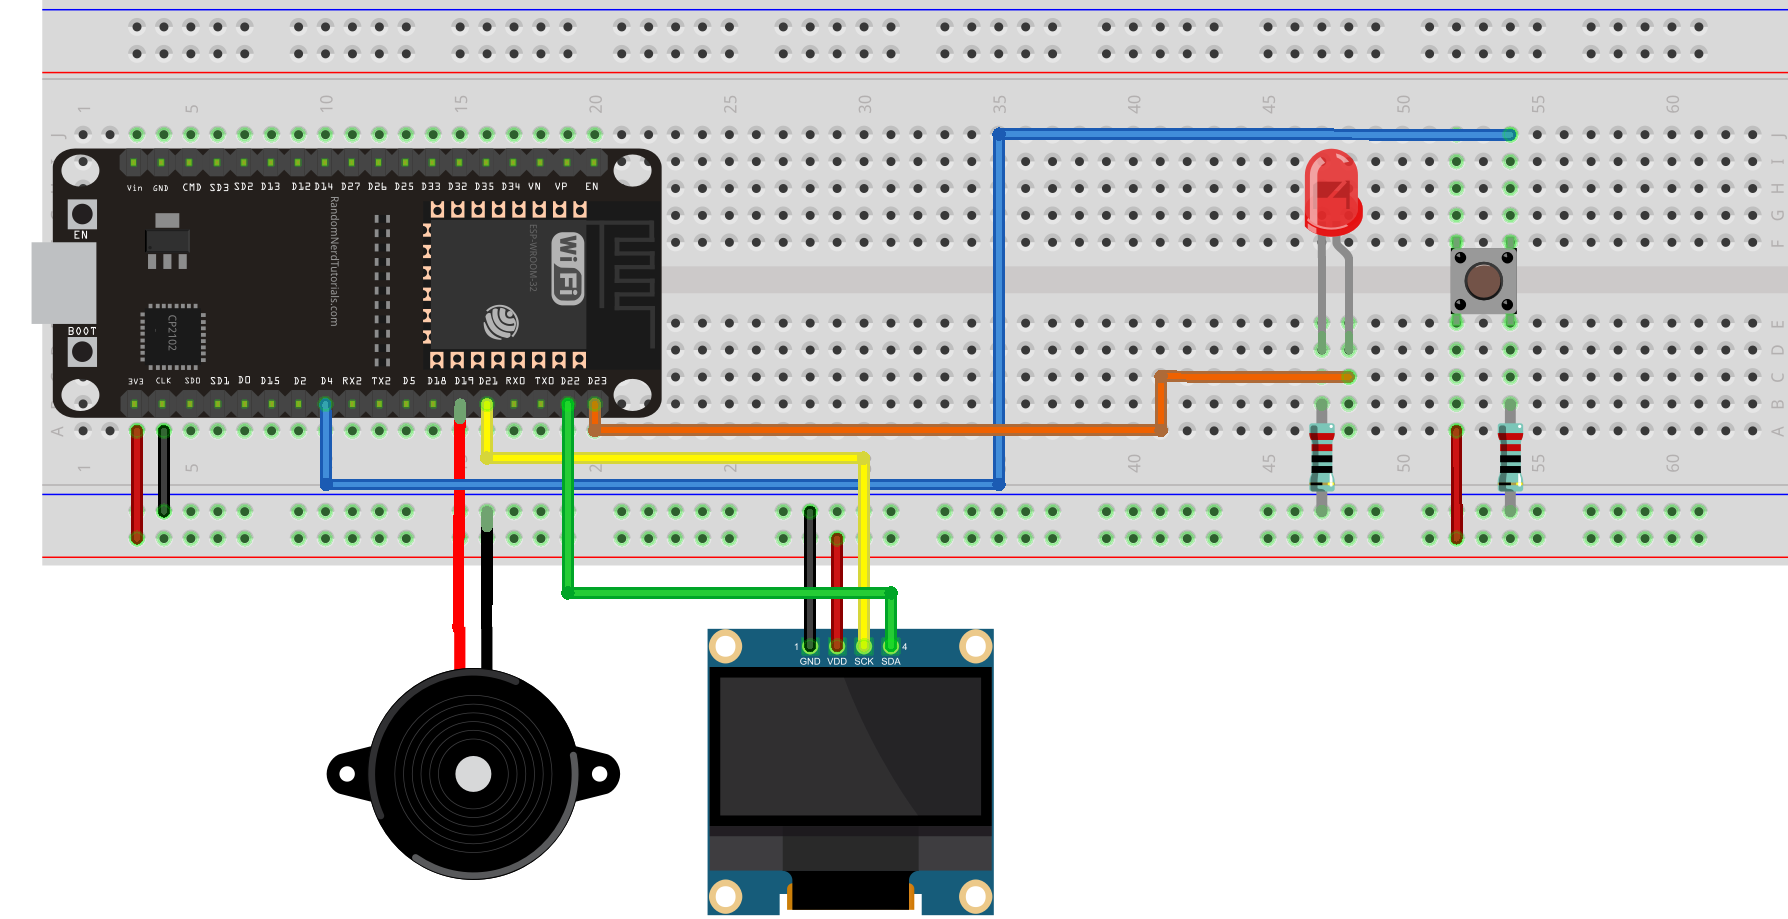 1 5 10 15 20 25 30 35 40 45 50 55 60
J J
I
H
G
F
Vin GND CMD SD3 SD2 D13 D12 D14 D27 D26 D25 D33 D32 D35 D34 VN VP EN
EN
RandomNerdTutorials.com
ESP-WROOM-32
Wi Fi
CP2102
BOOT
3V3 CLK SD0 SD1 D0 D15 D2 D4 RX2 TX2 D5 D18 D19 D21 RX0 TX0 D22 D23
E
D
C
B
A A
1 5 2 2 40 45 50 55 60
1 4
GND VDD SCK SDA